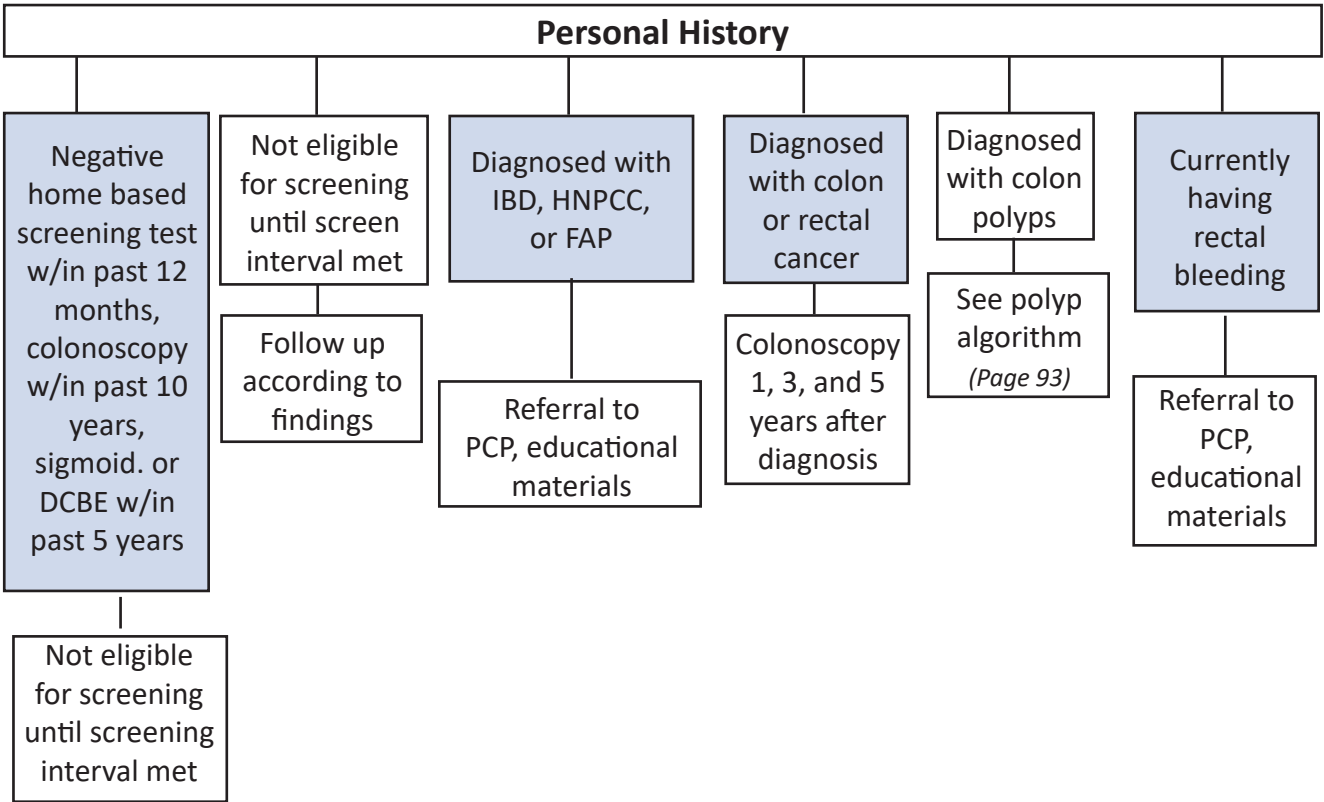 Personal History
Negative
home based
screening test
w/in past 12
months,
colonoscopy
w/in past 10
years,
sigmoid. or
DCBE w/in
past 5 years
Not eligible
for screening
until screening
interval met
Not eligible
for screening
until screen
interval met
Follow up
according to
findings
Diagnosed with
IBD, HNPCC,
or FAP
Referral to
PCP, educational
materials
Diagnosed
with colon
or rectal
cancer
Colonoscopy
1, 3, and 5
years after
diagnosis
Diagnosed
with colon
polyps
See polyp
algorithm
(Page 93)
Currently
having
rectal
bleeding
Referral to
PCP,
educational
materials